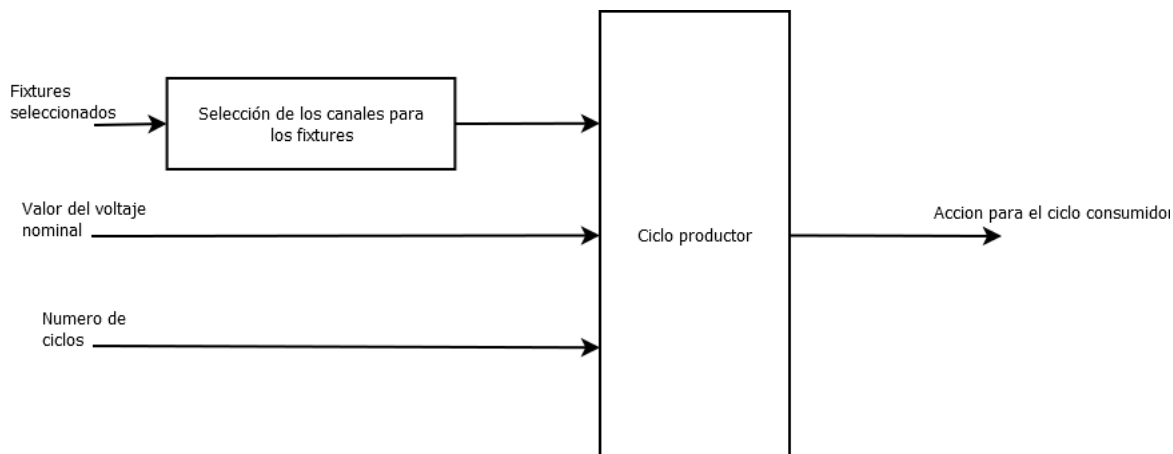 Fixtures
seleccionados
Selección de los canales para
los fixtures
Valor del voltaje
nominal
Ciclo productor
Accion para el ciclo consumidor
Numero de
ciclos